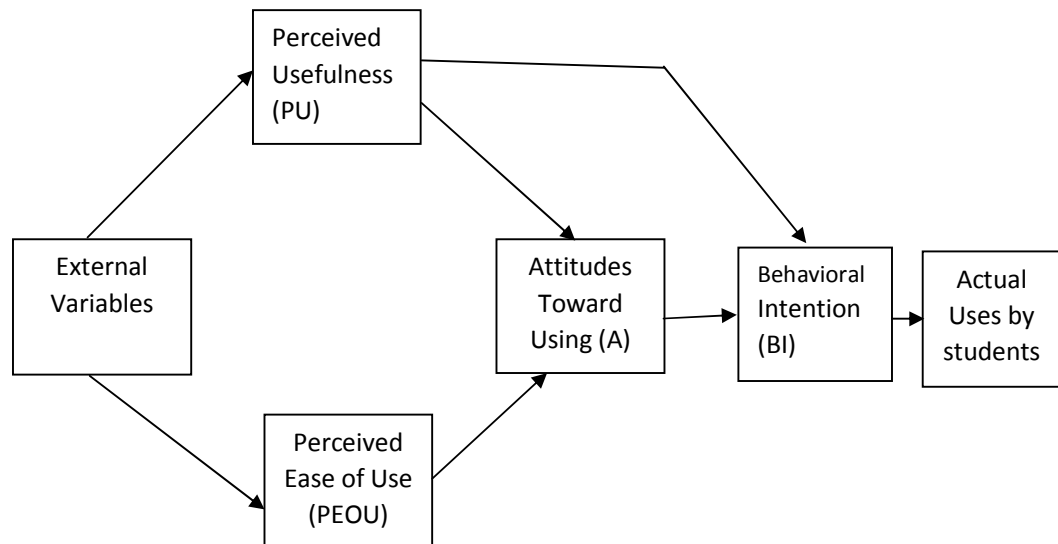 Perceived
Usefulness
(PU)
External
Variables
Attitudes
Toward
Using (A)
Behavioral
Intention
(BI)
Actual
Uses by
students
Perceived
Ease of Use
(PEOU)